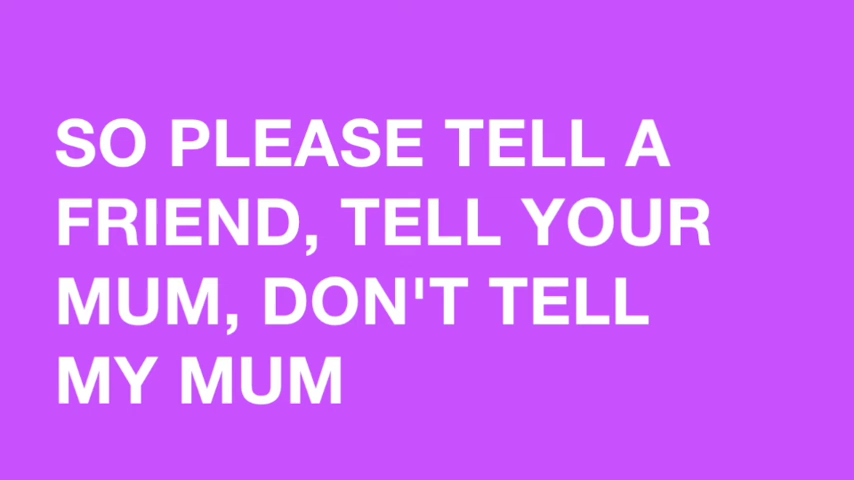 SO PLEASE TELL A
FRIEND, TELL YOUR
MUM, DON'T TELL
MY MUM